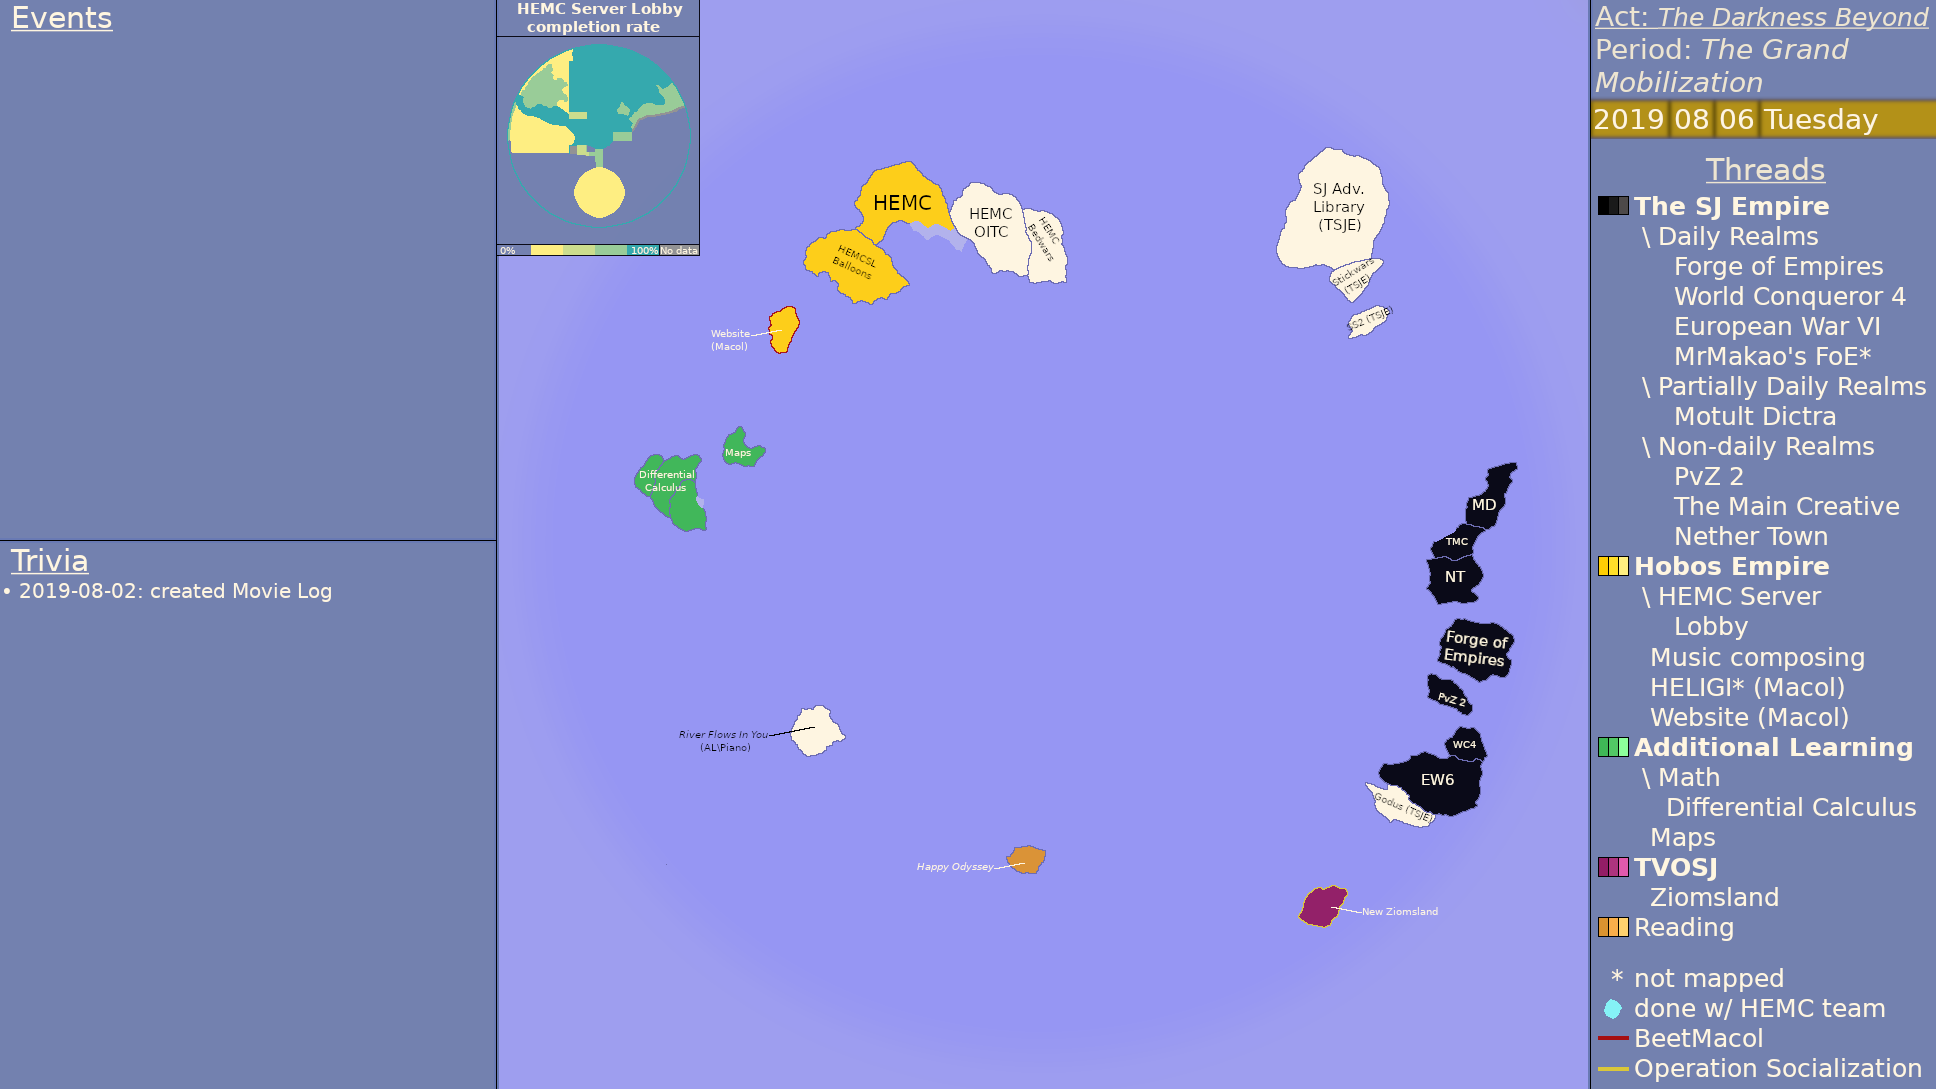 Events
HEMC Server Lobby
completion rate
0%
100%
No data
Trivia
• 2019-08-02: created Movie Log
HEMC
HEMC
OITC
HEMC
Bedwars
HEMCSL
Balloons
Website
(Macol)
SJ Adv.
Library
(TSJE)
Stickwars
(TSJE)
SS2 (TSJE)
Maps
Differential
Calculus
MD
TMC
NT
Forge of
Empires
PvZ 2
WC4
EW6
Godus (TSJE)
River Flows In You
(AL\Piano)
Happy Odyssey
New Ziomsland
Act: The Darkness Beyond
Period: The Grand
Mobilization
2019 08 06 Tuesday
Threads
The SJ Empire
\ Daily Realms
Forge of Empires
World Conqueror 4
European War VI
MrMakao's FoE*
\ Partially Daily Realms
Motult Dictra
\ Non-daily Realms
PvZ 2
The Main Creative
Nether Town
Hobos Empire
\ HEMC Server
Lobby
Music composing
HELIGI* (Macol)
Website (Macol)
Additional Learning
\ Math
Differential Calculus
Maps
TVOSJ
Ziomsland
Reading
* not mapped
done w/ HEMC team
BeetMacol
Operation Socialization